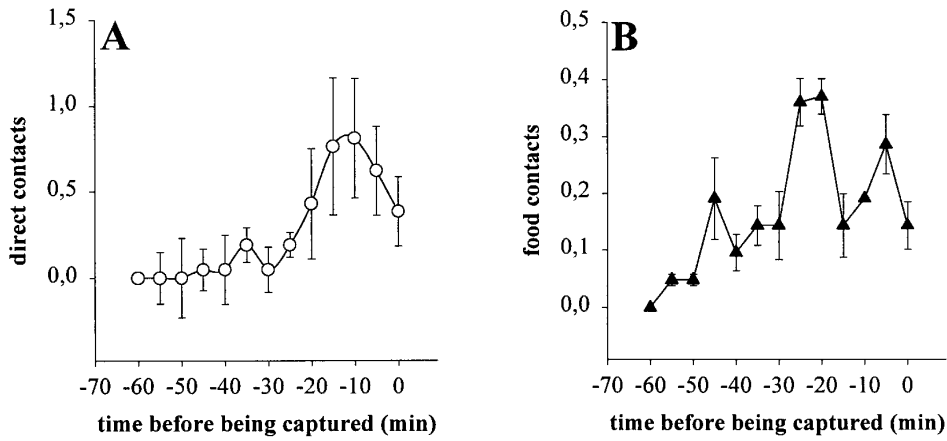 A
1,5
1,0
0,5
0,0
direct contacts
-70 -60 -50 -40 -30 -20 -10 0
time before being captured (min)
B
0,5
0,4
0,3
0,2
0,1
0,0
food contacts
-70 -60 -50 -40 -30 -20 -10 0
time before being captured (min)